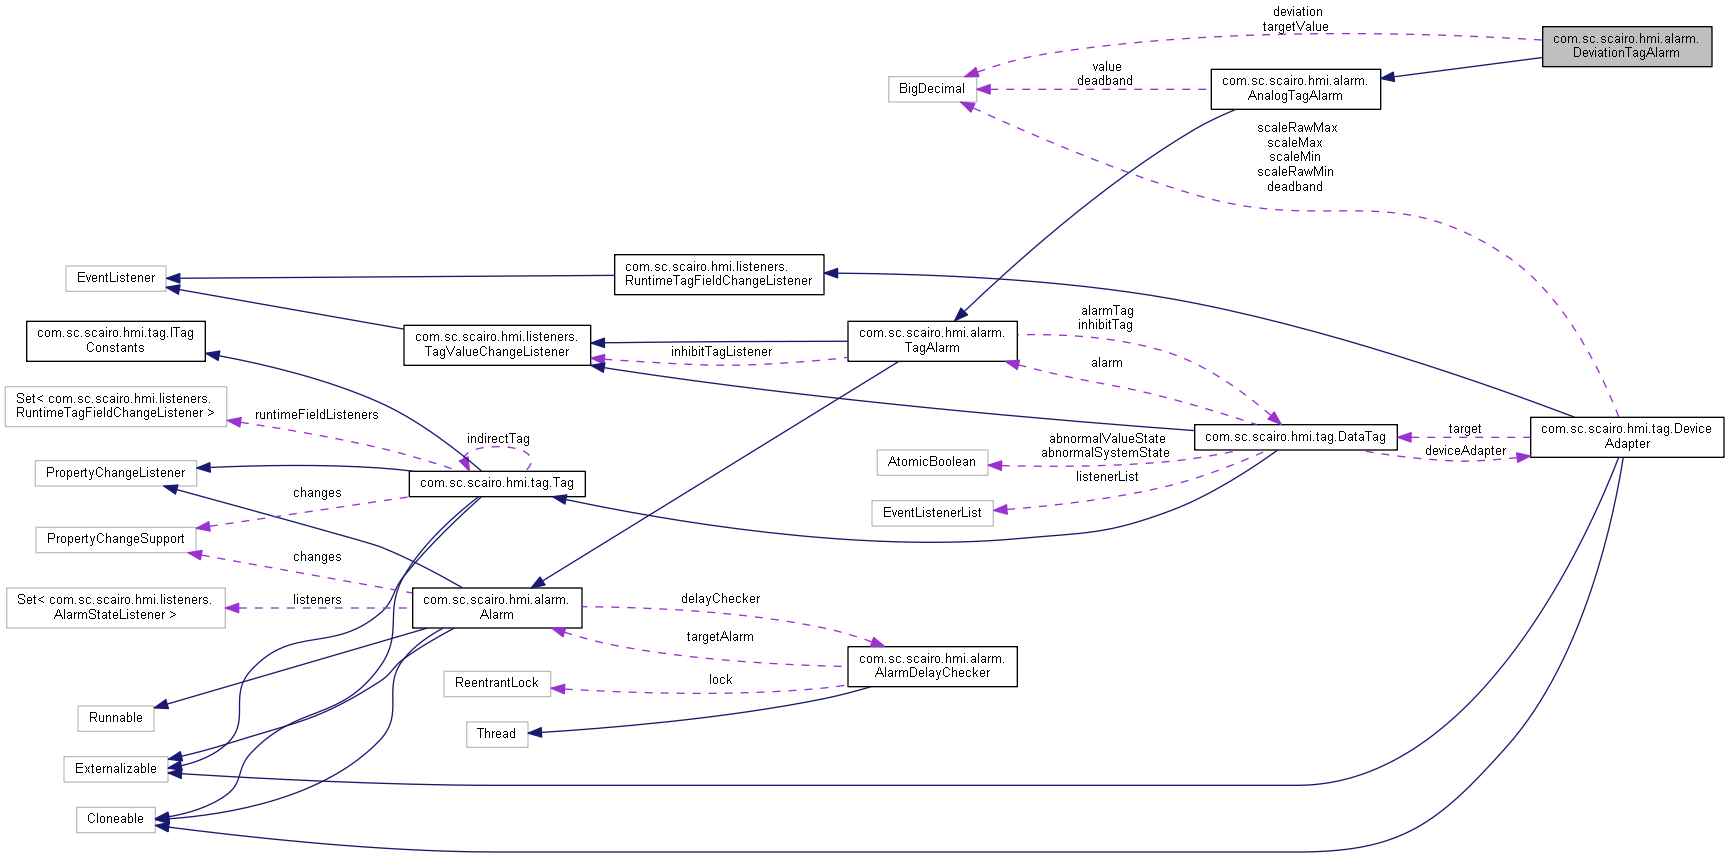 deviation
targetValue
com.sc.scairo.hmi.alarm.
DeviationTagAlarm
value
deadband
BigDecimal
com.sc.scairo.hmi.alarm.
AnalogTagAlarm
scaleRawMax
scaleMax
scaleMin
scaleRawMin
deadband
EventListener
com.sc.scairo.hmi.listeners.
RuntimeTagFieldChangeListener
com.sc.scairo.hmi.tag.ITag
Constants
com.sc.scairo.hmi.listeners.
TagValueChangeListener
inhibitTagListener
com.sc.scairo.hmi.alarm.
TagAlarm
alarmTag
inhibitTag
alarm
Set< com.sc.scairo.hmi.listeners.
RuntimeTagFieldChangeListener >
runtimeFieldListeners
indirectTag
com.sc.scairo.hmi.tag.DataTag
target
deviceAdapter
com.sc.scairo.hmi.tag.Device
Adapter
abnormalValueState
abnormalSystemState
AtomicBoolean
listenerList
EventListenerList
PropertyChangeListener
com.sc.scairo.hmi.tag.Tag
changes
PropertyChangeSupport
changes
Set< com.sc.scairo.hmi.listeners.
AlarmStateListener >
listeners
com.sc.scairo.hmi.alarm.
Alarm
delayChecker
targetAlarm
com.sc.scairo.hmi.alarm.
AlarmDelayChecker
ReentrantLock
lock
Runnable
Thread
Externalizable
Cloneable